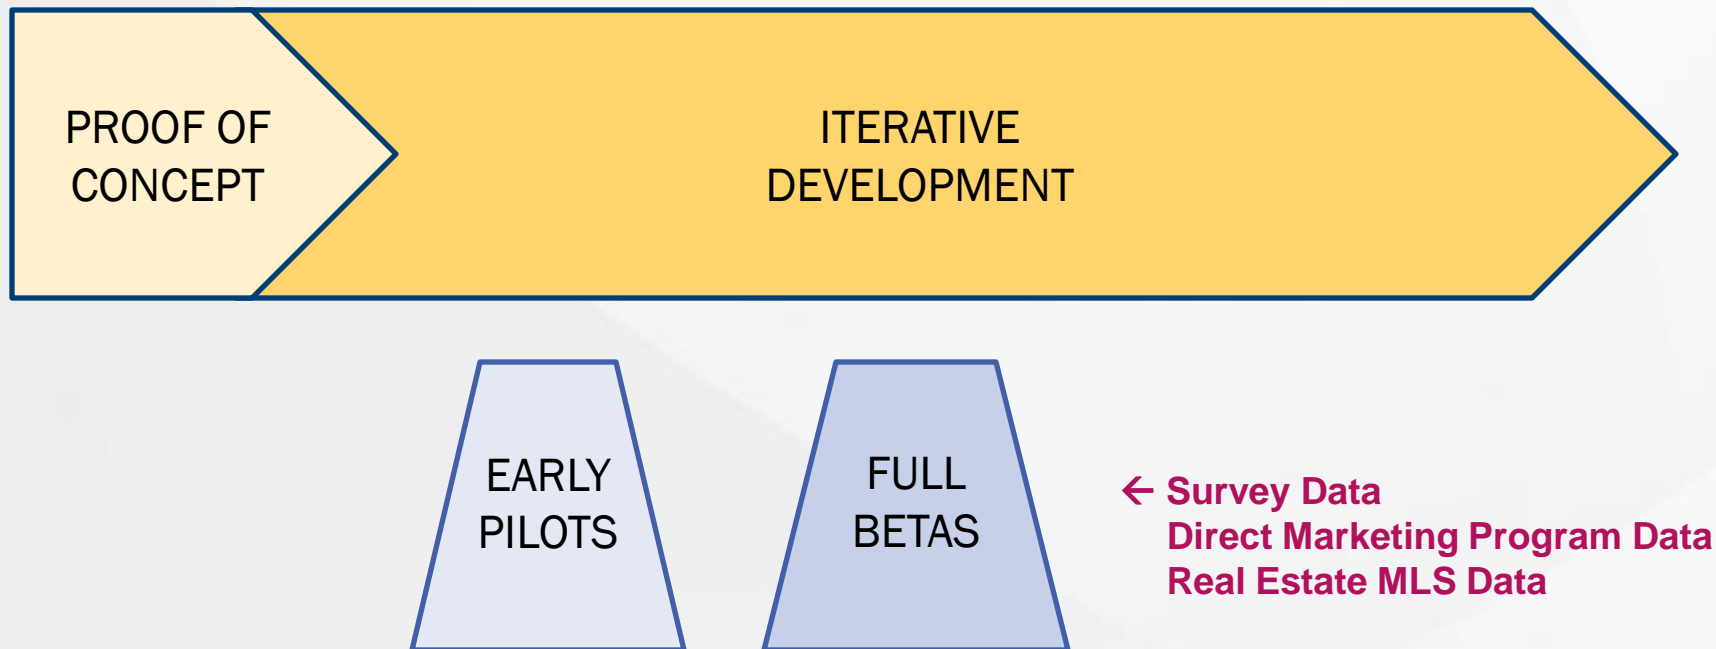 PROOF OF
CONCEPT
ITERATIVE
DEVELOPMENT
EARLY
PILOTS
FULL
BETAS
← Survey Data
Direct Marketing Program Data
Real Estate MLS Data